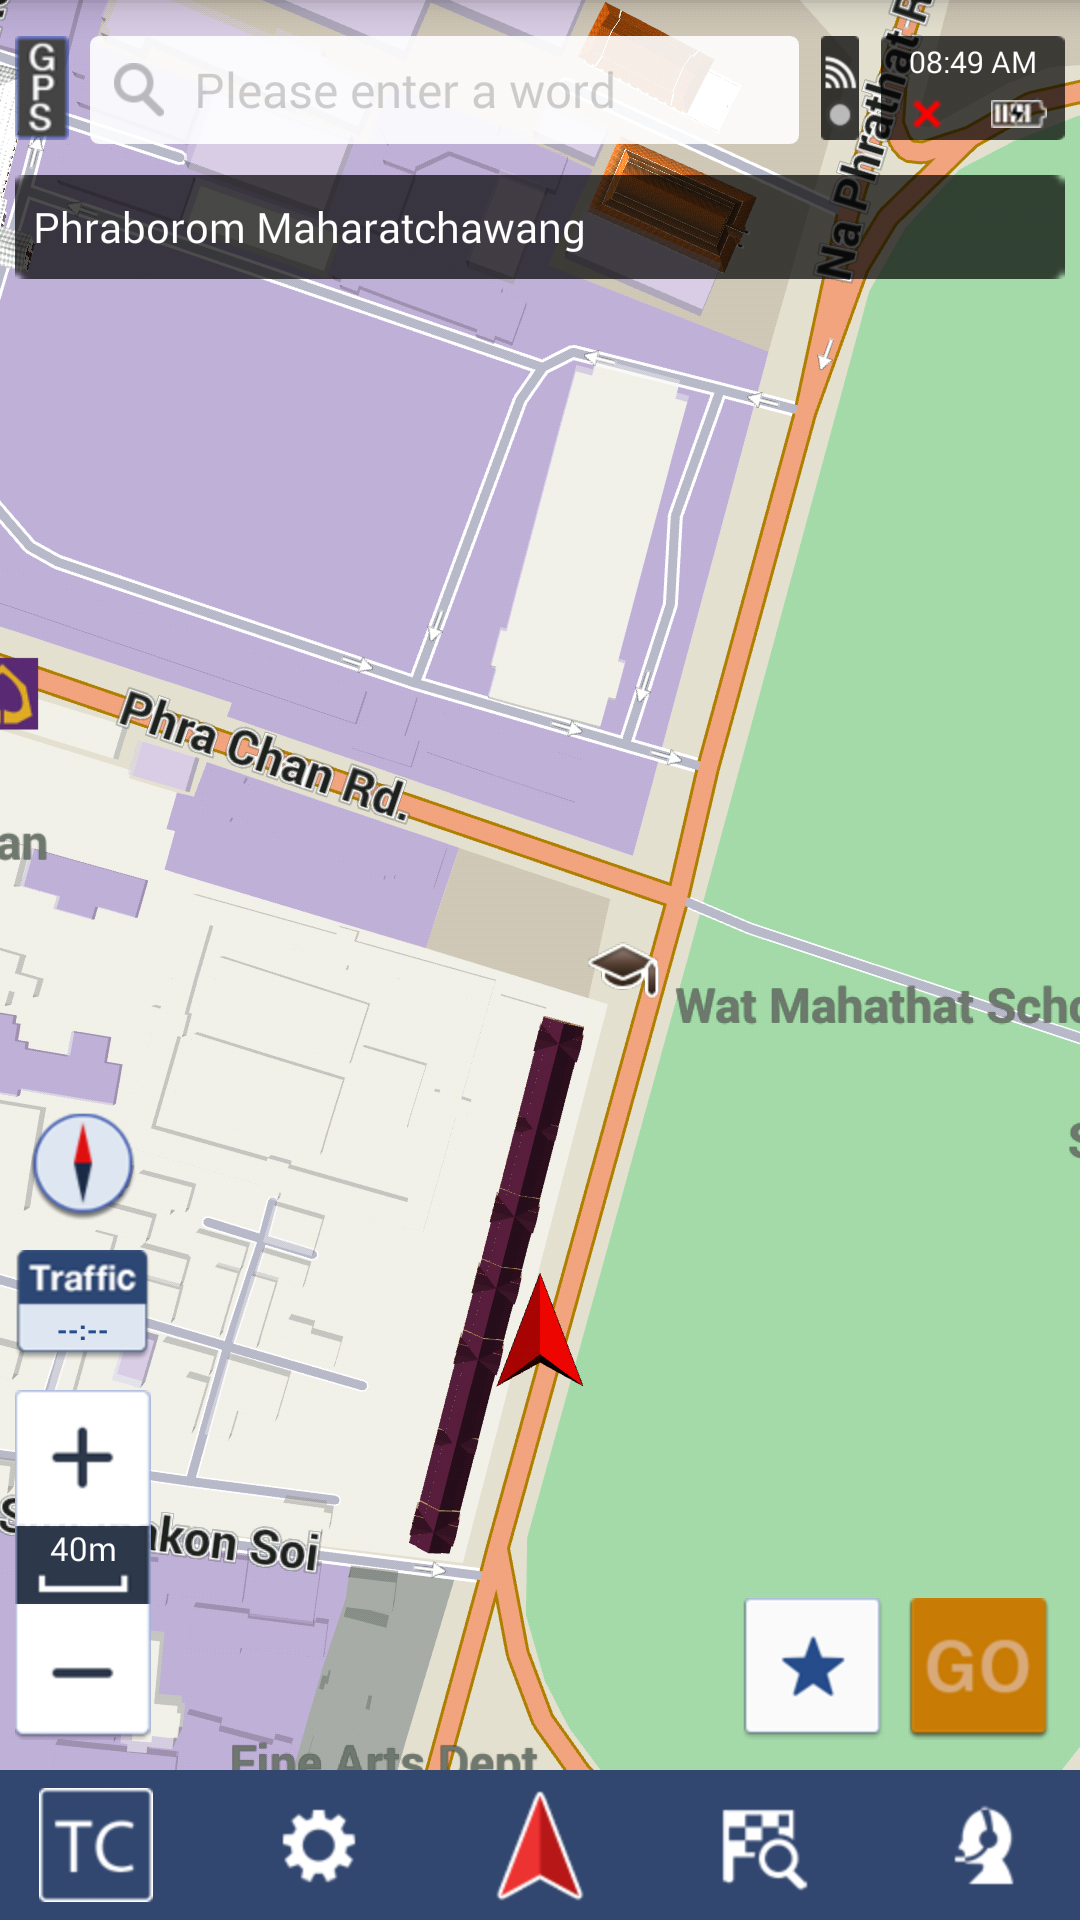 GPS
Please enter a word
08:49 AM
Na Phrathat R
Phraborom Maharatchawang
Phra Chan Rd.
an
Wat Mahathat Scho
S
Traffic
--:--
+
40m
akon Soi
GO
Fine Arts Dept
TC